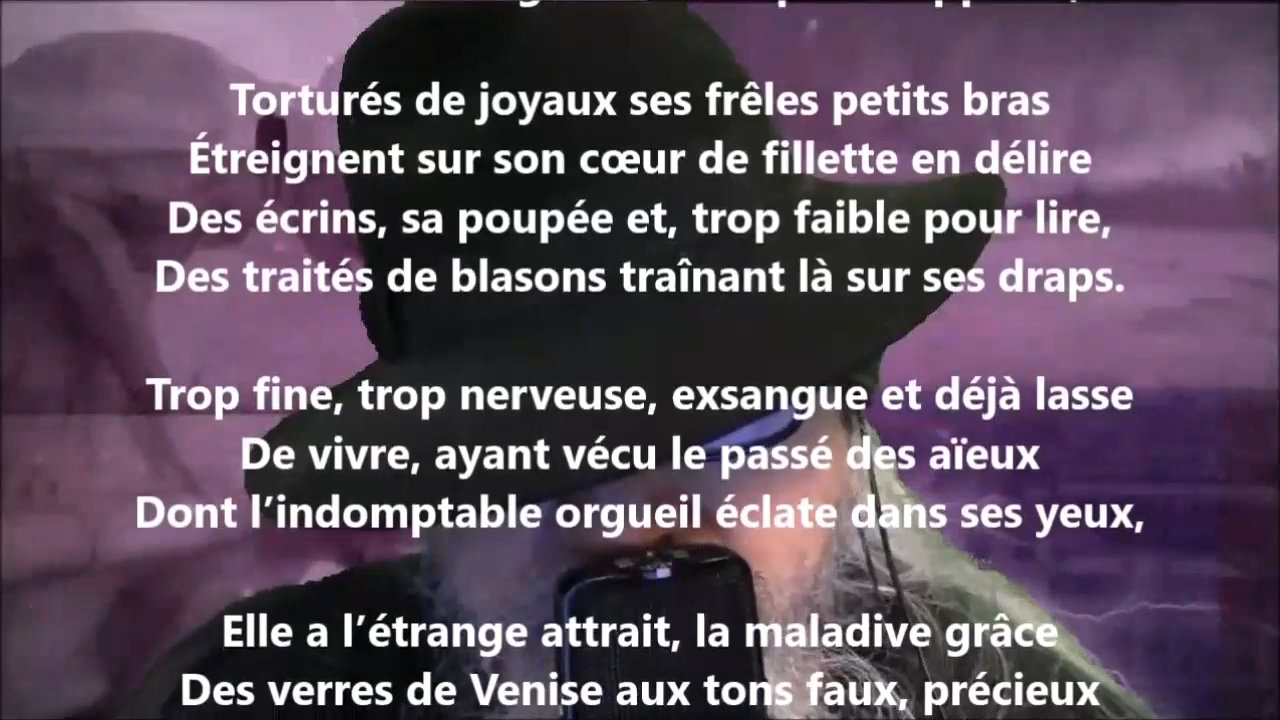 Torturés de joyaux ses frêles petits bras
Étreignent sur son cœur de fillette en délire
Des écrins, sa poupée et, trop faible pour lire,
Des traités de blasons traînant là sur ses draps.
Trop fine, trop nerveuse, exsangue et déjà lasse
De vivre, ayant vécu le passé des aïeux
Dont l’indomptable orgueil éclate dans ses yeux,
Elle a l’étrange attrait, la maladive grâce
Des verres de Venise aux tons faux, précieux